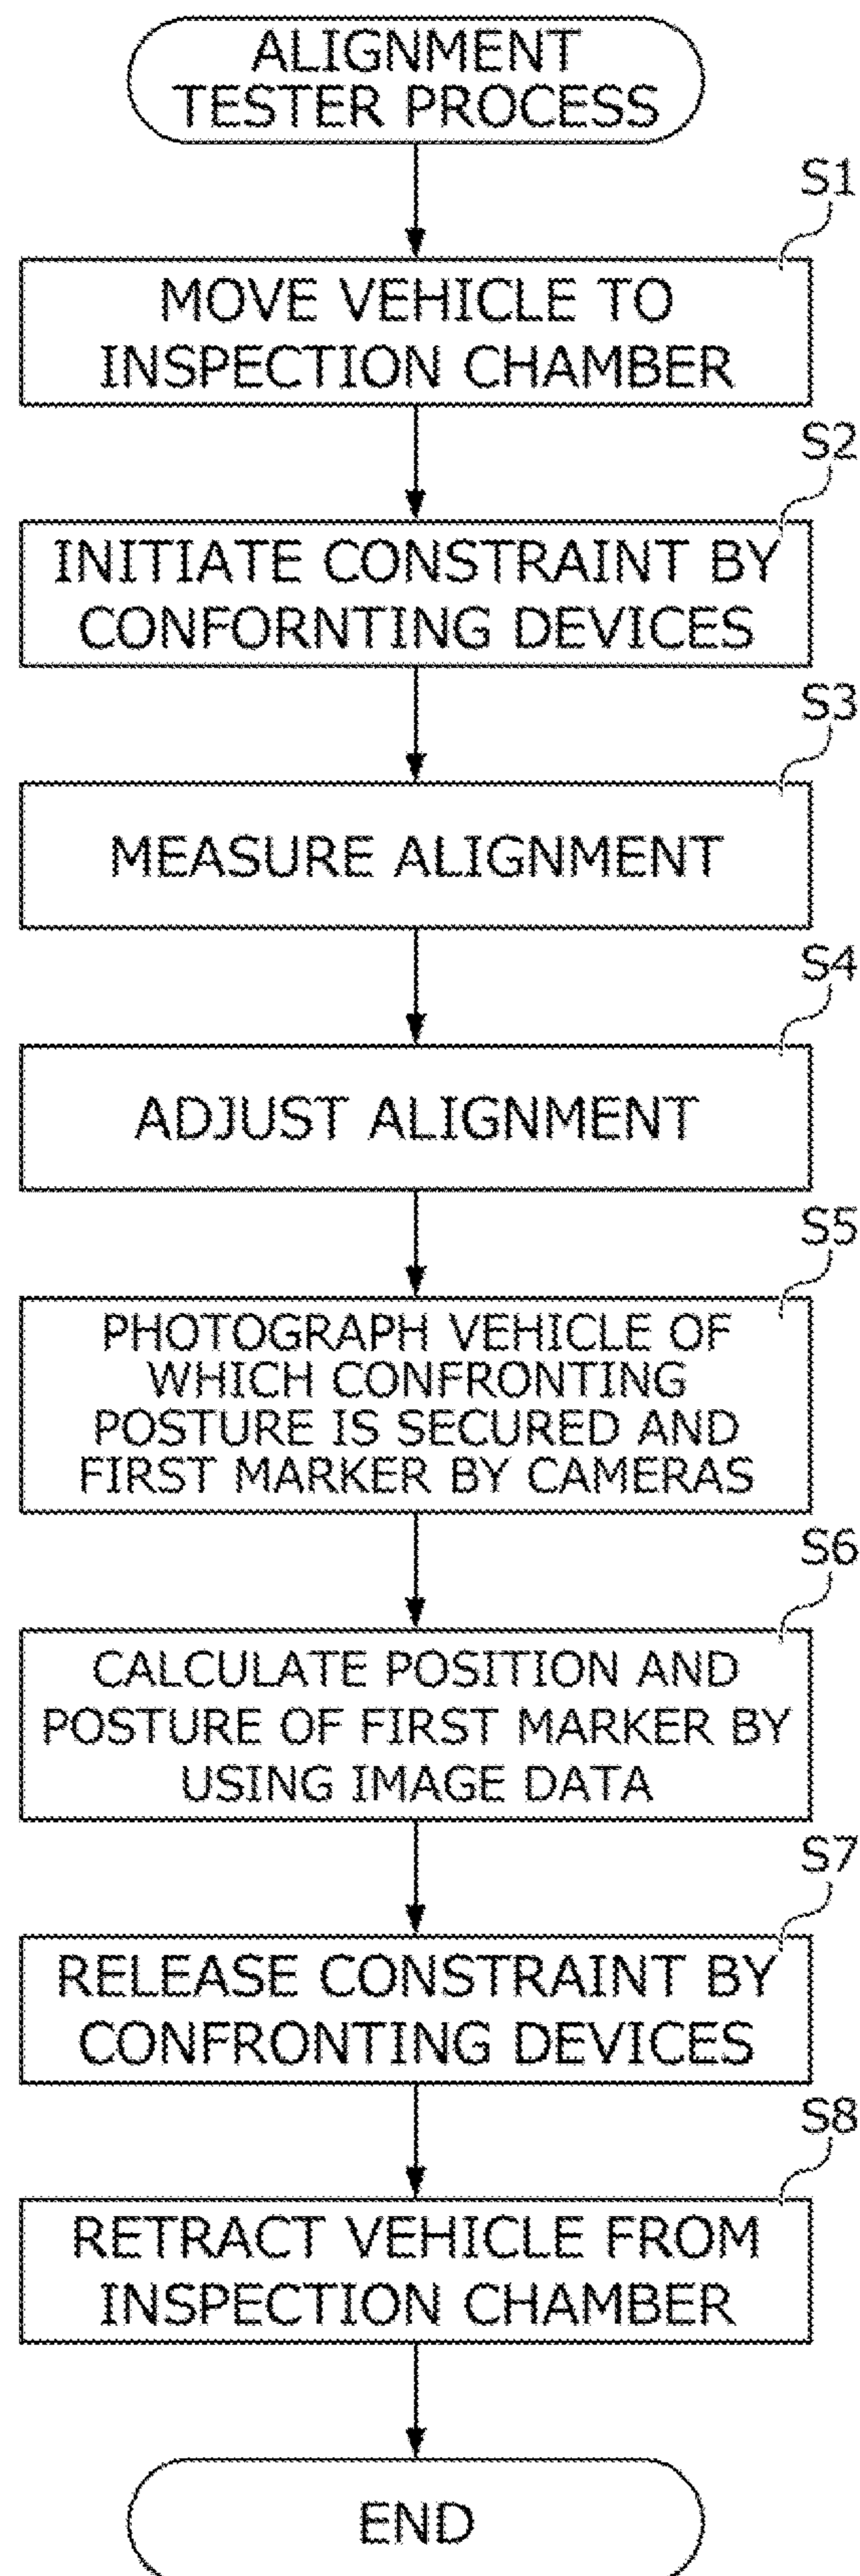 ALIGNMENT
TESTER PROCESS
S1
MOVE VEHICLE TO
INSPECTION CHAMBER
S2
INITIATE CONSTRAINT BY
CONFORNTING DEVICES
S3
MEASURE ALIGNMENT
S4
ADJUST ALIGNMENT
S5
PHOTOGRAPH VEHICLE OF
WHICH CONFRONTING
POSTURE IS SECURED AND
FIRST MARKER BY CAMERAS
S6
CALCULATE POSITION AND
POSTURE OF FIRST MARKER BY
USING IMAGE DATA
S7
RELEASE CONSTRAINT BY
CONFRONTING DEVICES
S8
RETRACT VEHICLE FROM
INSPECTION CHAMBER
END